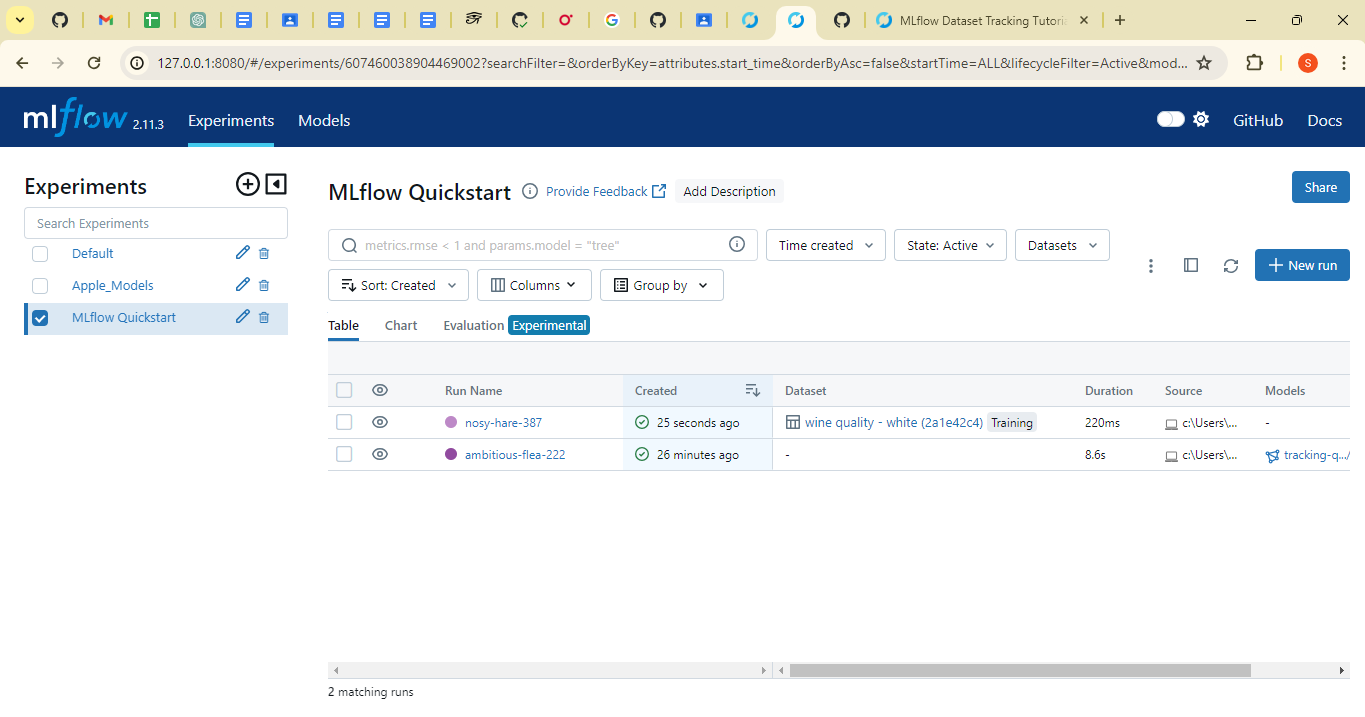 MLflow Dataset Tracking Tutoria
127.0.0.1:8080/#/experiments/607460038904469002?searchFilter=&orderByKey=attributes.start_time&orderByAsc=false&startTime=ALL&lifecycleFilter=Active&mod...
S
mlflow 2.11.3 Experiments Models GitHub Docs
Experiments
Search Experiments
Default
Apple_Models
MLflow Quickstart
MLflow Quickstart Provide Feedback Add Description Share
metrics.rmse < 1 and params.model = "tree" Time created State: Active Datasets
New run
Sort: Created Columns Group by
Table Chart Evaluation Experimental
Run Name Created Dataset Duration Source Models
nosy-hare-387 25 seconds ago wine quality - white (2a1e42c4) Training 220ms c:\Users\... -
ambitious-flea-222 26 minutes ago - 8.6s c:\Users\... tracking-q.../
2 matching runs